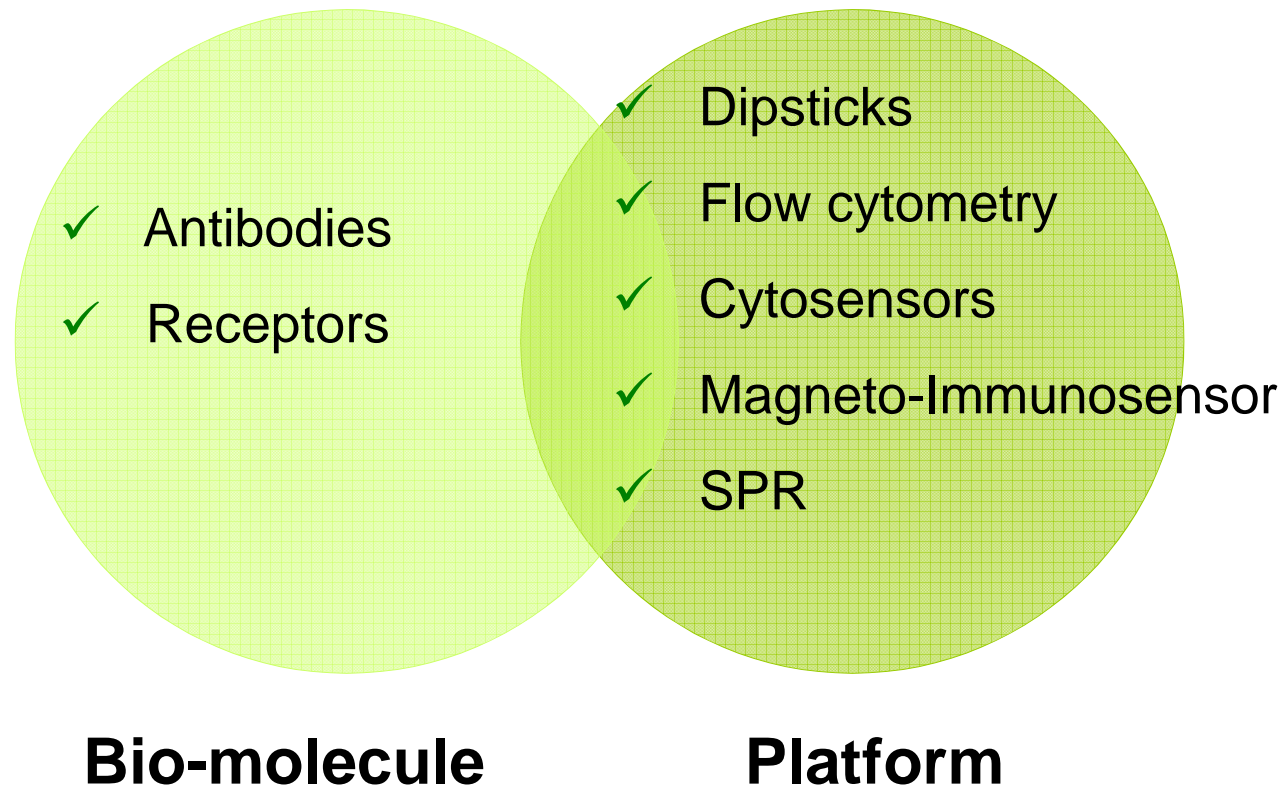 ✓ Antibodies
✓ Receptors
✓ Dipsticks
✓ Flow cytometry
✓ Cytosensors
✓ Magneto-Immunosensor
✓ SPR
Bio-molecule
Platform